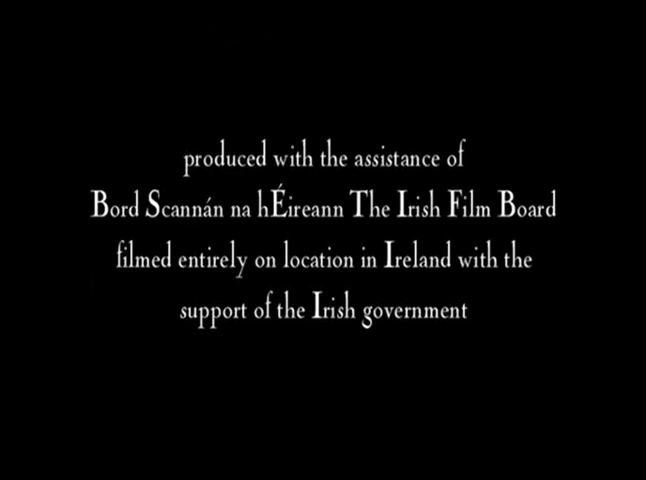 produced with the assistance of
Bord Scannán na hÉireann The Irish Film Board
filmed entirely on location in Ireland with the
support of the Irish government